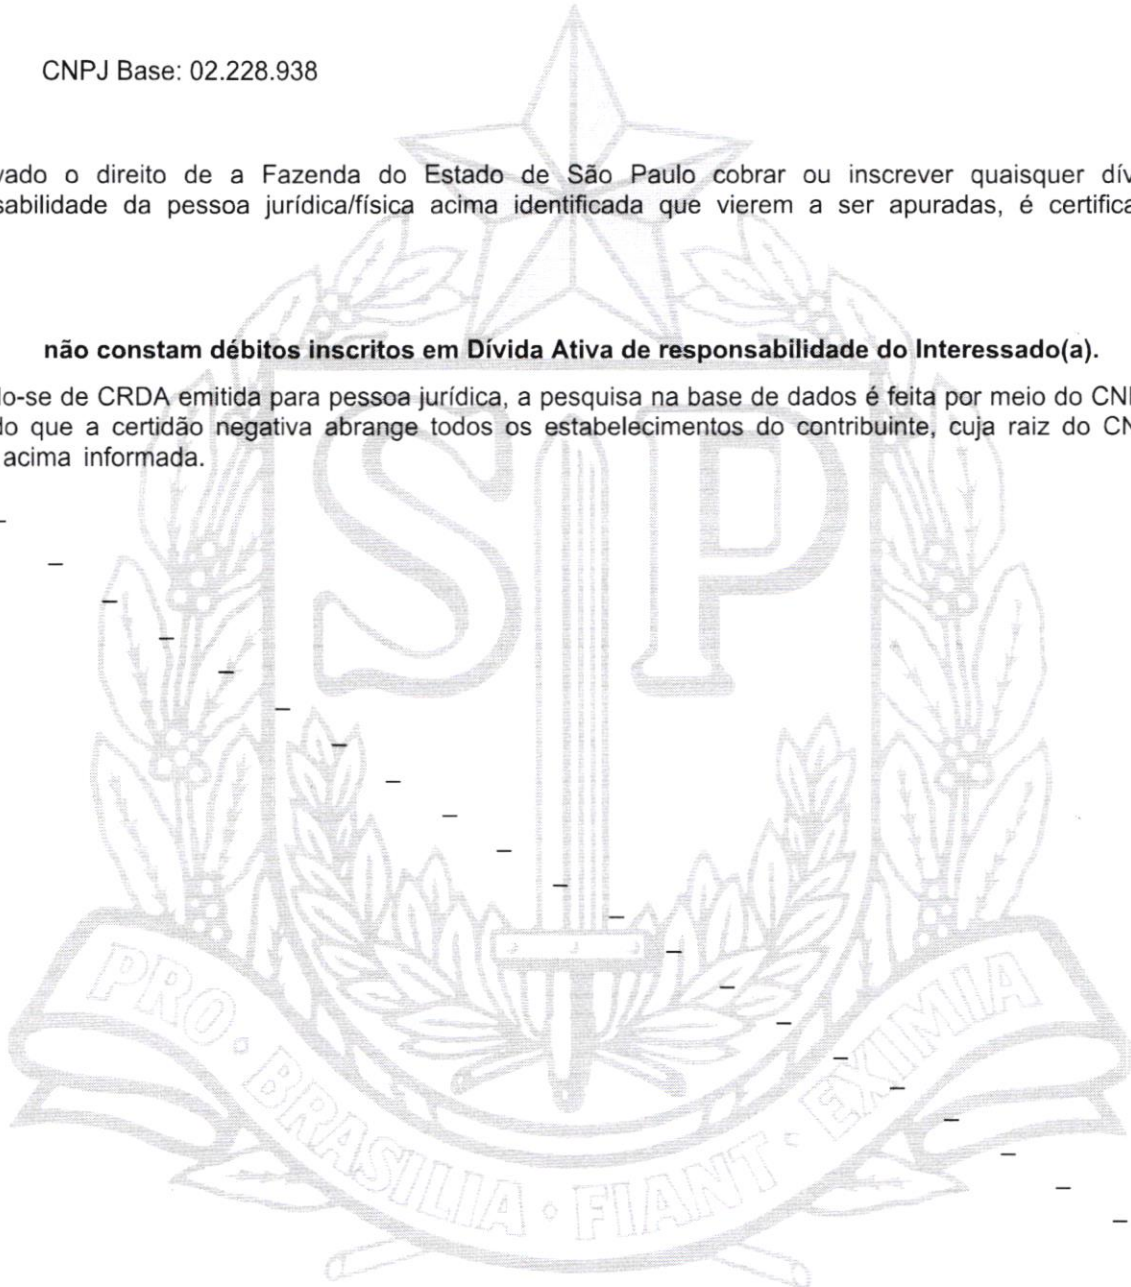 CNPJ Base: 02.228.938
vado o direito de a Fazenda do Estado de São Paulo cobrar ou inscrever quaisquer dív
sabilidade da pessoa jurídica/física acima identificada que vierem a ser apuradas, é certifica
não constam débitos inscritos em Dívida Ativa de responsabilidade do Interessado(a).
lo-se de CRDA emitida para pessoa jurídica, a pesquisa na base de dados é feita por meio do CN
do que a certidão negativa abrange todos os estabelecimentos do contribuinte, cuja raiz do CN
acima informada.
SP
PRO · BRASILIA · FIANT · EXIMIA